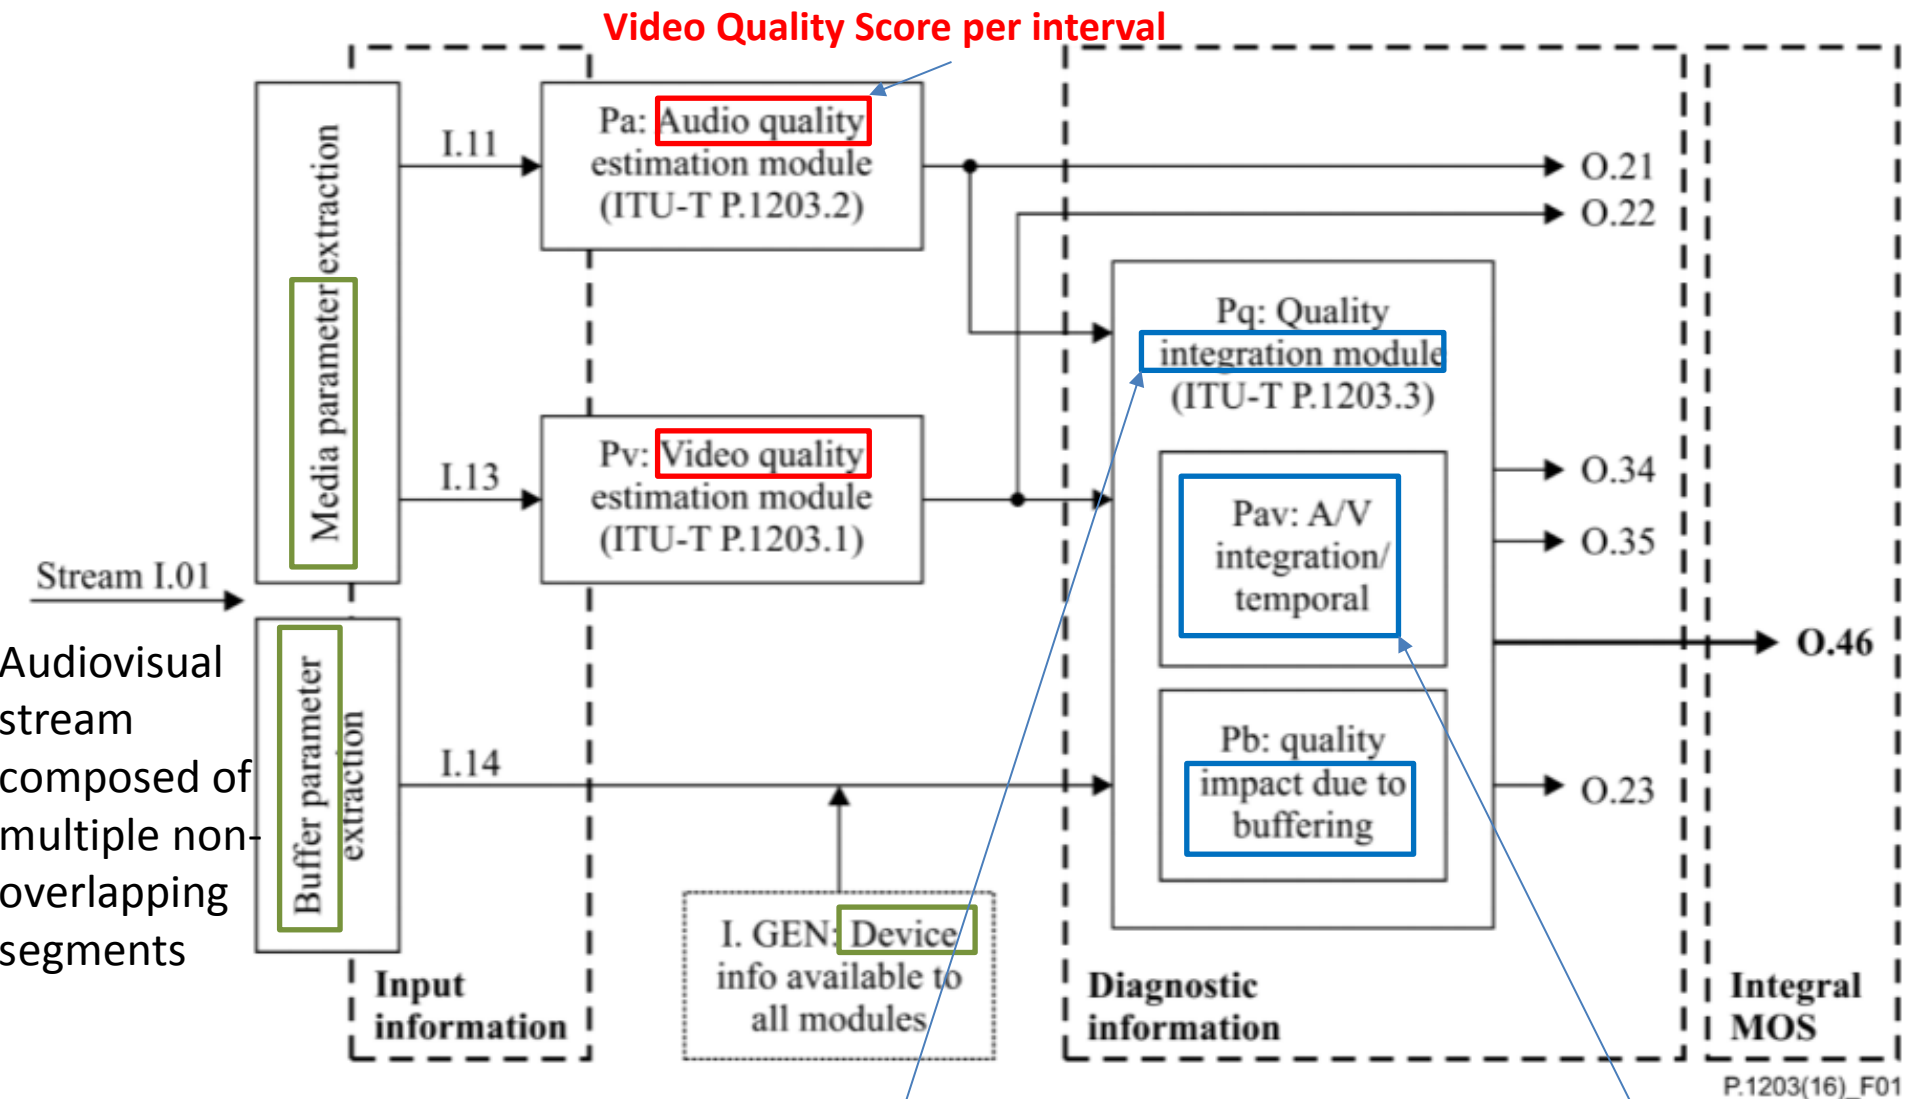 Video Quality Score per interval
Media parameter extraction
I.11
Pa: Audio quality
estimation module
(ITU-T P.1203.2)
O.21
O.22
Pq: Quality
integration module
(ITU-T P.1203.3)
I.13
Pv: Video quality
estimation module
(ITU-T P.1203.1)
Pav: A/V
integration/
temporal
O.34
O.35
Stream I.01
O.46
Audiovisual
stream
composed of
multiple non-
overlapping
segments
Buffer parameter
extraction
I.14
Pb: quality
impact due to
buffering
O.23
I. GEN: Device
info available to
all modules
Input
information
Diagnostic
information
Integral
MOS
P.1203(16)_F01